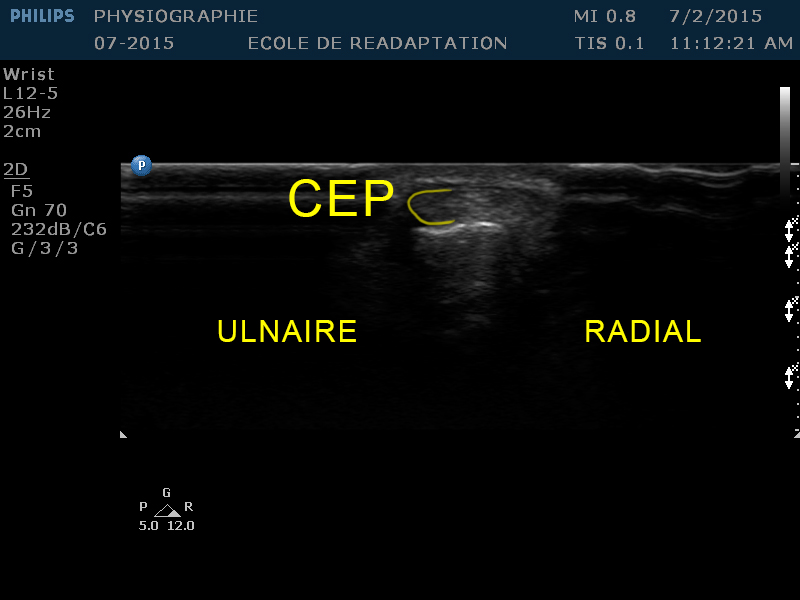 PHILIPS PHYSIOGRAPHIE MI 0.8 7/2/2015
07-2015 ECOLE DE READAPTATION TIS 0.1 11:12:21 AM
Wrist
L12-5
26Hz
2cm
2D
F5
Gn 70
232dB/C6
G/3/3
P
CEP
ULNAIRE RADIAL
G
P R
5.0 12.0